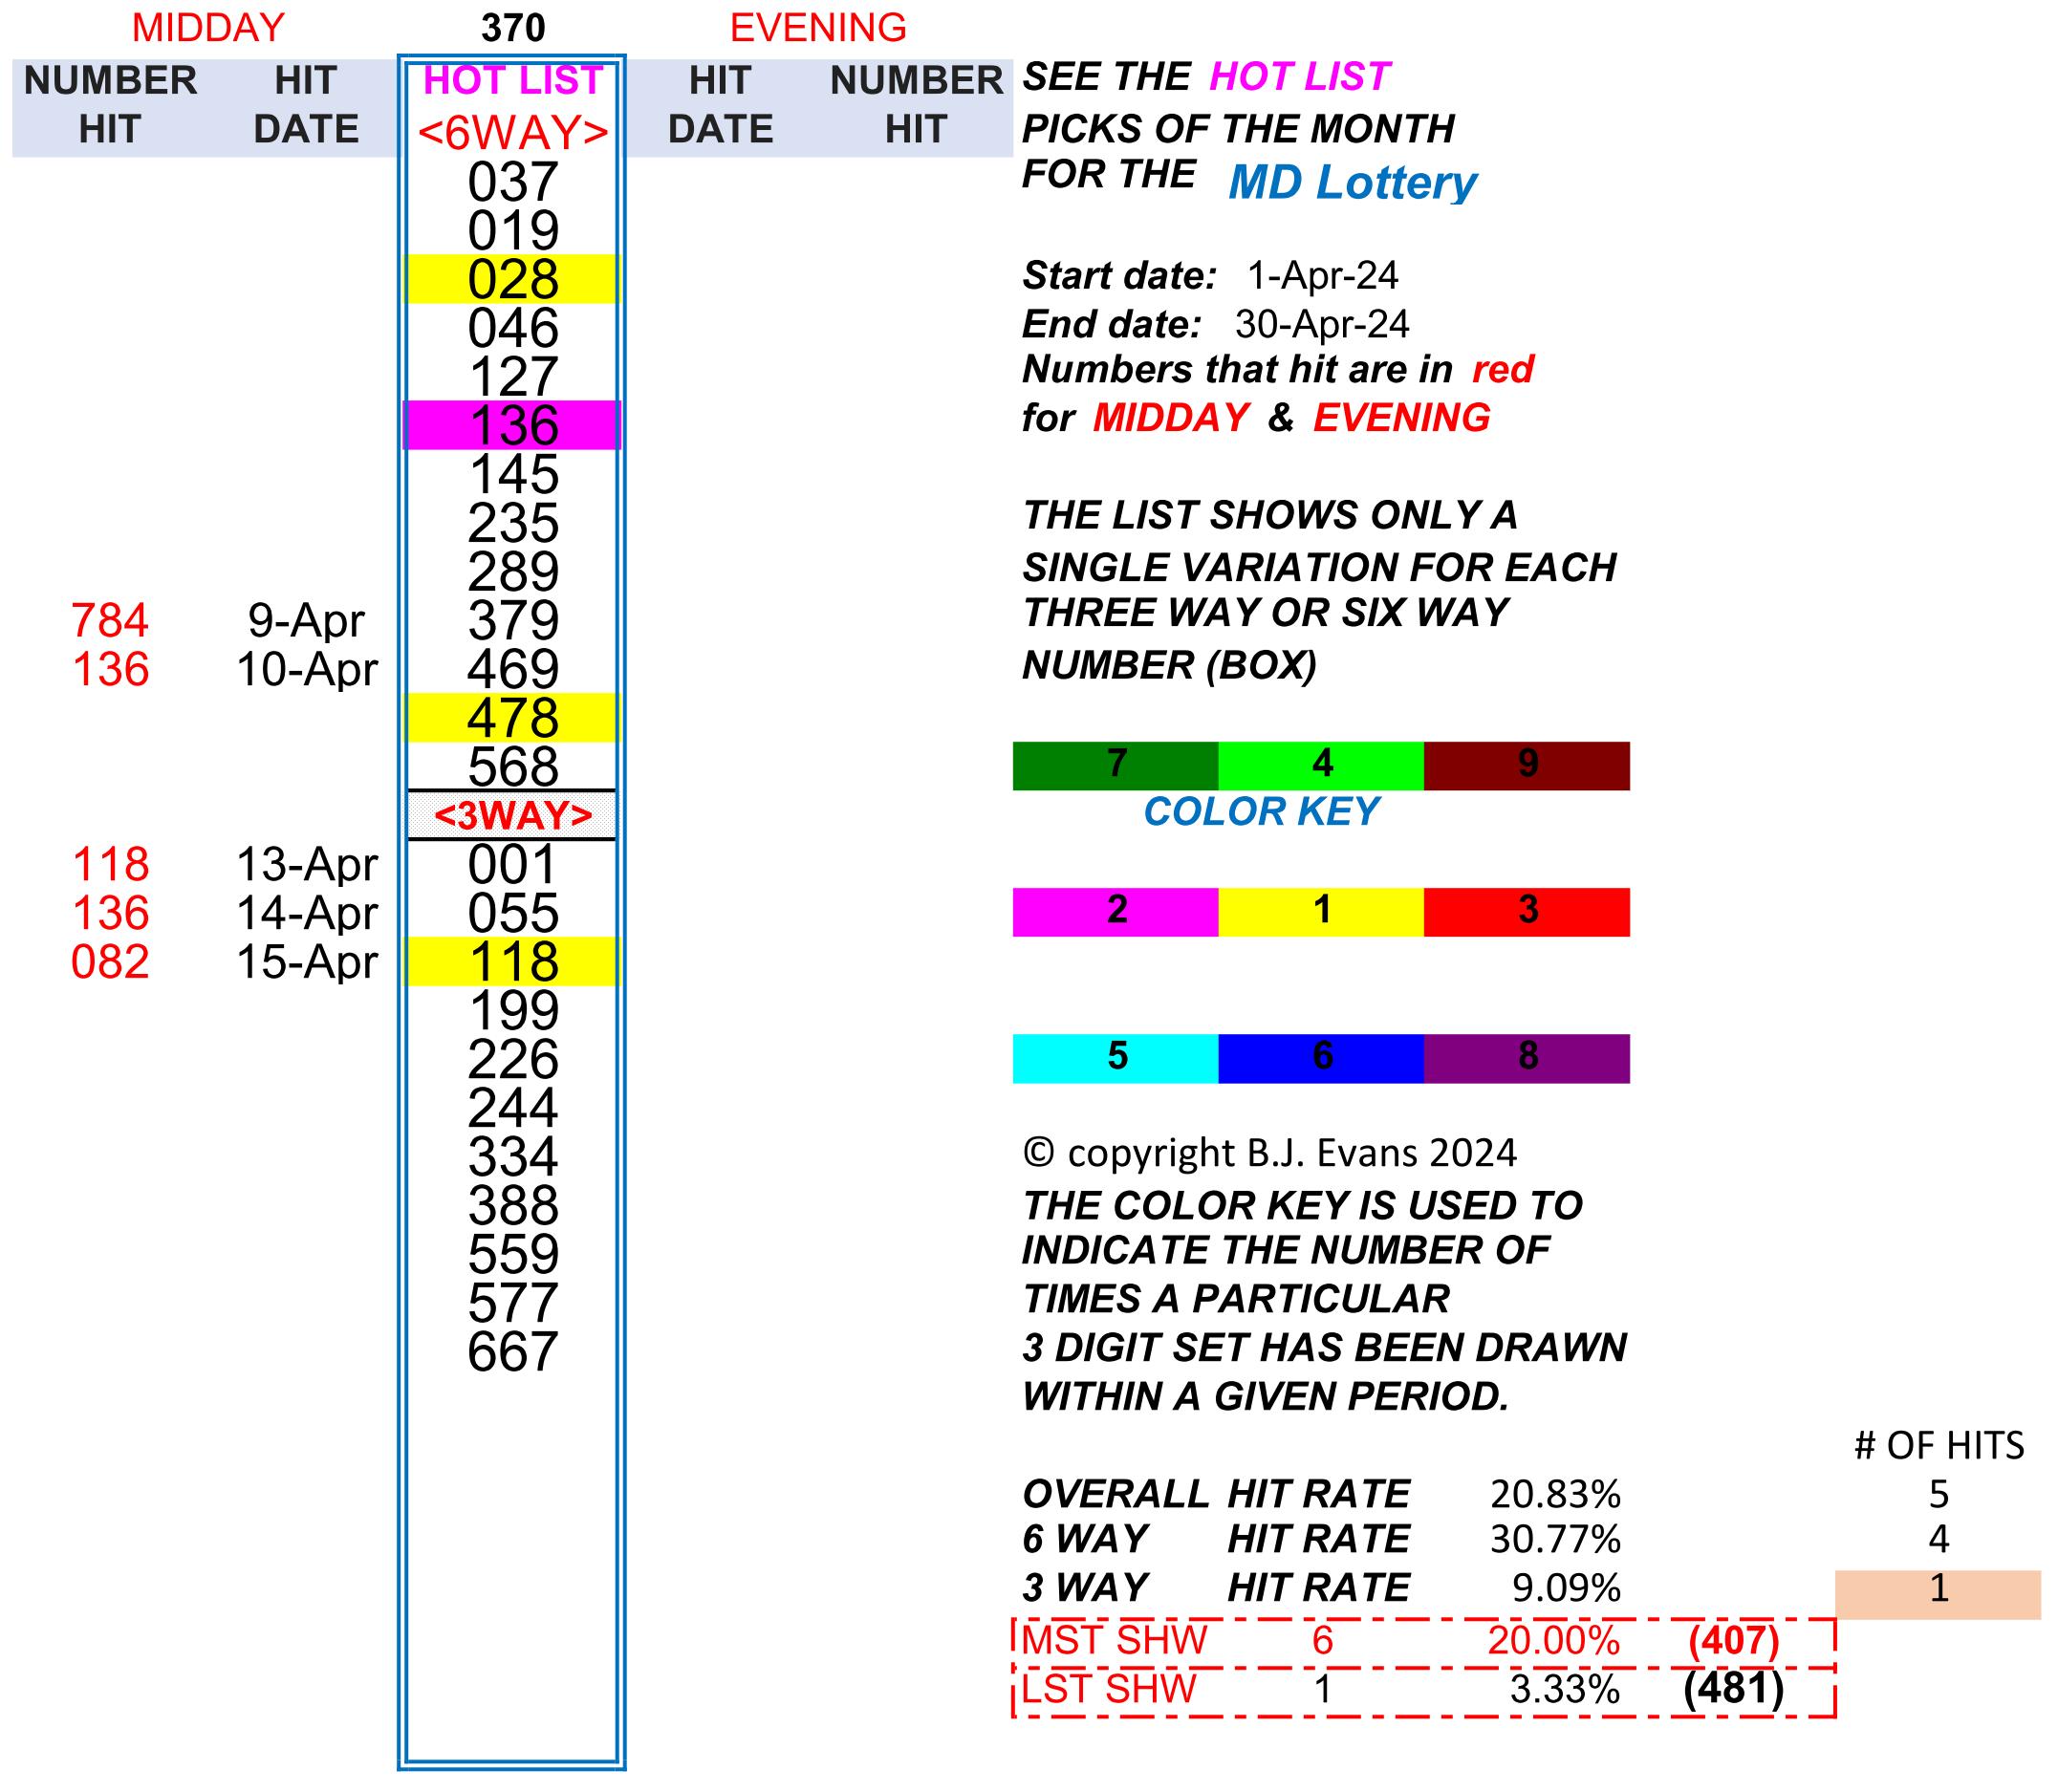 MIDDAY 370 EVENING
NUMBER HIT HOT LIST HIT NUMBER
HIT DATE <6WAY> DATE HIT
037
019
028
046
127
136
145
235
289
784 9-Apr 379
136 10-Apr 469
478
568
<3WAY>
118 13-Apr 001
136 14-Apr 055
082 15-Apr 118
199
226
244
334
388
559
577
667
SEE THE HOT LIST
PICKS OF THE MONTH
FOR THE MD Lottery
Start date: 1-Apr-24
End date: 30-Apr-24
Numbers that hit are in red
for MIDDAY & EVENING
THE LIST SHOWS ONLY A
SINGLE VARIATION FOR EACH
THREE WAY OR SIX WAY
NUMBER (BOX)
7 4 9
COLOR KEY
2 1 3
5 6 8
© copyright B.J. Evans 2024
THE COLOR KEY IS USED TO
INDICATE THE NUMBER OF
TIMES A PARTICULAR
3 DIGIT SET HAS BEEN DRAWN
WITHIN A GIVEN PERIOD.
# OF HITS
OVERALL HIT RATE 20.83% 5
6 WAY HIT RATE 30.77% 4
3 WAY HIT RATE 9.09% 1
MST SHW 6 20.00% (407)
LST SHW 1 3.33% (481)